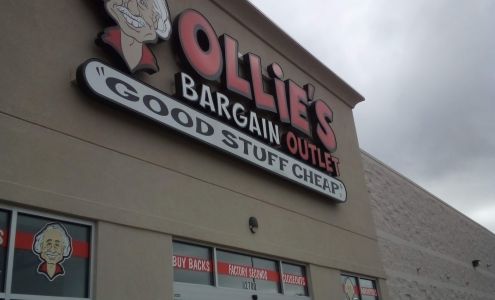 OLLiE'S
BARGAIN OUTLET
"GOOD STUFF CHEAP"
BUY BACKS
FACTORY SECONDS
CLOSEOUTS